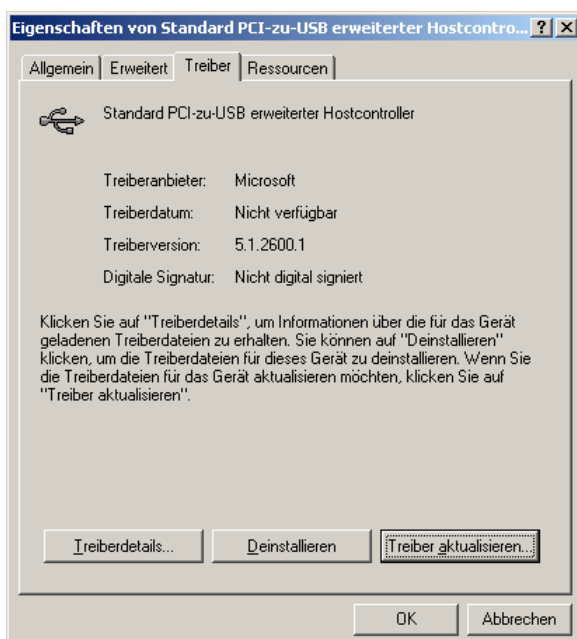 Eigenschaften von Standard PCI-zu-USB erweiterter Hostcontro...
Allgemein Erweitert Treiber Ressourcen
Standard PCI-zu-USB erweiterter Hostcontroller
Treiberanbieter: Microsoft
Treiberdatum: Nicht verfügbar
Treiberversion: 5.1.2600.1
Digitale Signatur: Nicht digital signiert
Klicken Sie auf "Treiberdetails", um Informationen über die für das Gerät
geladenen Treiberdateien zu erhalten. Sie können auf "Deinstallieren"
klicken, um die Treiberdateien für dieses Gerät zu deinstallieren. Wenn Sie
die Treiberdateien für das Gerät aktualisieren möchten, klicken Sie auf
"Treiber aktualisieren".
Treiberdetails... Deinstallieren Treiber aktualisieren...
OK Abbrechen